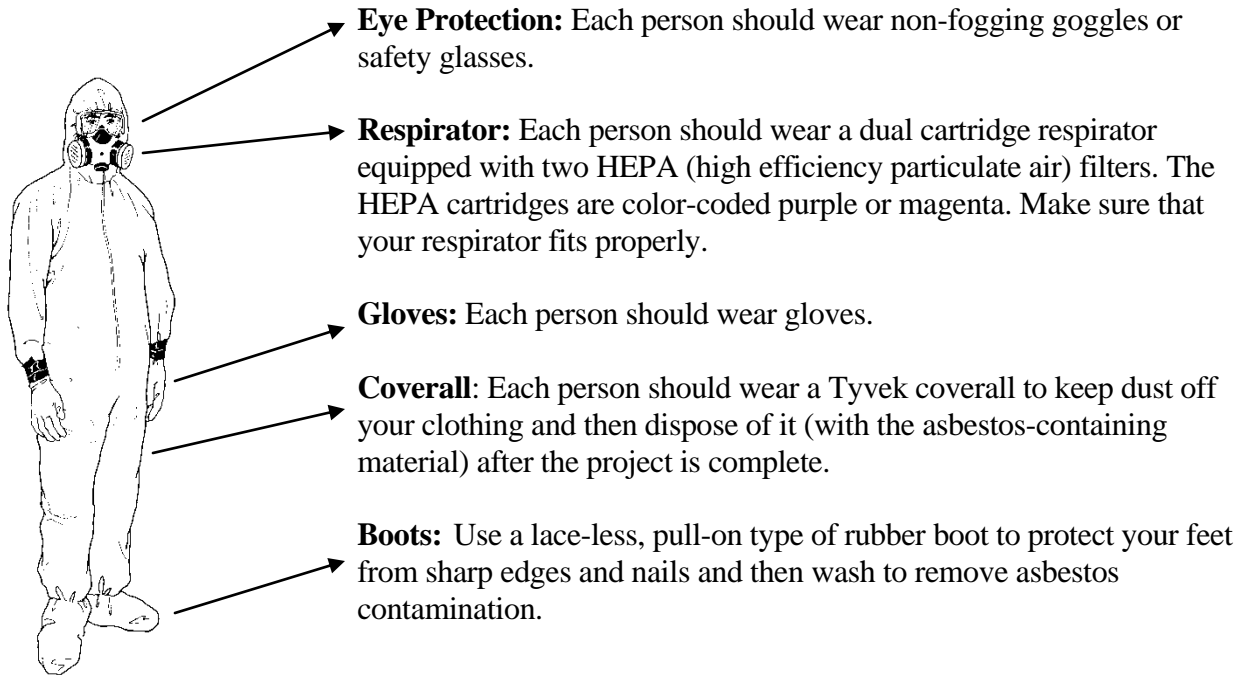 Eye Protection: Each person should wear non-fogging goggles or
safety glasses.
Respirator: Each person should wear a dual cartridge respirator
equipped with two HEPA (high efficiency particulate air) filters. The
HEPA cartridges are color-coded purple or magenta. Make sure that
your respirator fits properly.
Gloves: Each person should wear gloves.
Coverall: Each person should wear a Tyvek coverall to keep dust off
your clothing and then dispose of it (with the asbestos-containing
material) after the project is complete.
Boots: Use a lace-less, pull-on type of rubber boot to protect your feet
from sharp edges and nails and then wash to remove asbestos
contamination.